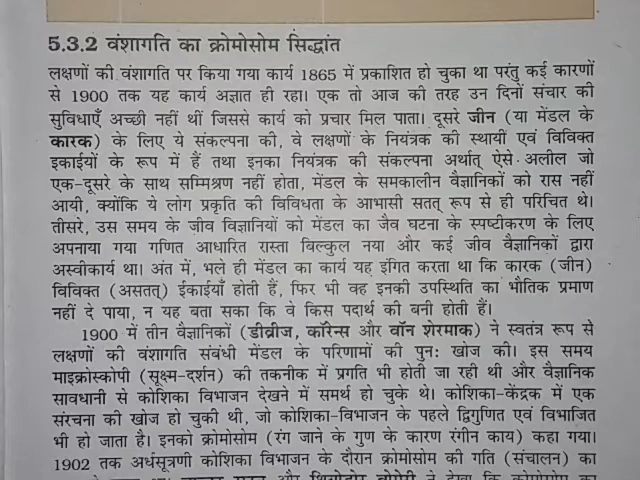 5.3.2 वंशागति का क्रोमोसोम सिद्धांत
लक्षणों की वंशागति पर किया गया कार्य 1865 में प्रकाशित हो चुका था परंतु कई कारणों
से 1900 तक यह कार्य अज्ञात ही रहा। एक तो आज की तरह उन दिनों संचार की
सुविधाएँ अच्छी नहीं थीं जिससे कार्य को प्रचार मिल पाता। दूसरे जीन (या मेंडल के
कारक) के लिए ये संकल्पना की, वे लक्षणों के नियंत्रक की स्थायी एवं विविक्त
इकाईयों के रूप में हैं तथा इनका नियंत्रक की संकल्पना अर्थात् ऐसे अलील जो
एक-दूसरे के साथ सम्मिश्रण नहीं होता, मेंडल के समकालीन वैज्ञानिकों को रास नहीं
आयी, क्योंकि ये लोग प्रकृति की विविधता के आभासी सतत् रूप से ही परिचित थे।
तीसरे, उस समय के जीव विज्ञानियों को मेंडल का जैव घटना के स्पष्टीकरण के लिए
अपनाया गया गणित आधारित रास्ता बिल्कुल नया और कई जीव वैज्ञानिकों द्वारा
अस्वीकार्य था। अंत में, भले ही मेंडल का कार्य यह इंगित करता था कि कारक (जीन)
विविक्त (असतत्) ईकाईयाँ होती हैं, फिर भी वह इनकी उपस्थिति का भौतिक प्रमाण
नहीं दे पाया, न यह बता सका कि वे किस पदार्थ की बनी होती हैं।
1900 में तीन वैज्ञानिकों (डीव्रीज, कॉरेन्स और वॉन शेरमाक) ने स्वतंत्र रूप से
लक्षणों की वंशागति संबंधी मेंडल के परिणामों की पुन: खोज की। इस समय
माइक्रोस्कोपी (सूक्ष्म-दर्शन) की तकनीक में प्रगति भी होती जा रही थी और वैज्ञानिक
सावधानी से कोशिका विभाजन देखने में समर्थ हो चुके थे। कोशिका-केंद्रक में एक
संरचना की खोज हो चुकी थी, जो कोशिका-विभाजन के पहले द्विगुणित एवं विभाजित
भी हो जाता है। इनको क्रोमोसोम (रंग जाने के गुण के कारण रंगीन काय) कहा गया।
1902 तक अर्धसूत्रणी कोशिका विभाजन के दौरान क्रोमोसोम की गति (संचालन) का